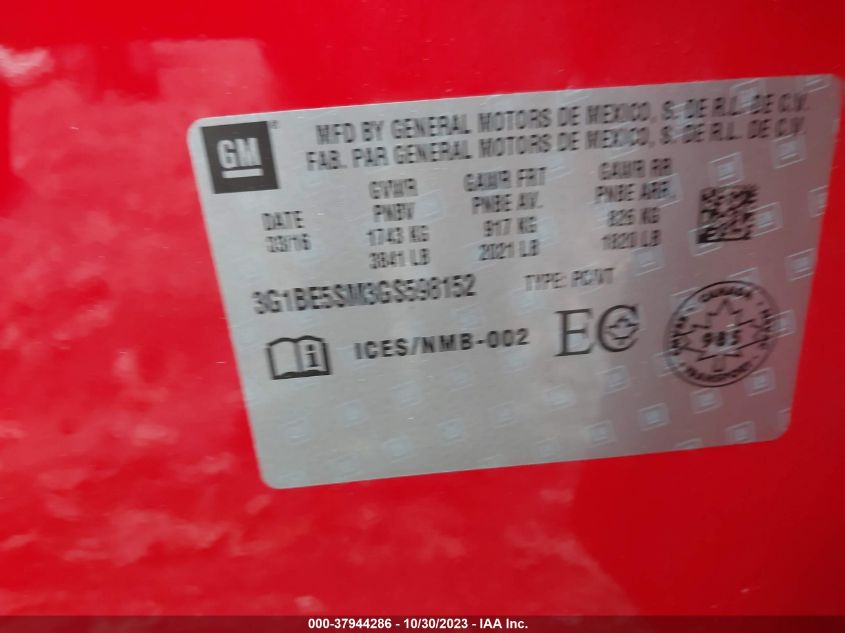 GM
MFD BY GENERAL MOTORS DE MEXICO, S. DE R.L. DE C.V.
FAB. PAR GENERAL MOTORS DE MEXICO, S. DE R.L. DE C.V.
DATE GVWR GAWR FRT GAWR RR
PNBV PNBE AV. PNBE ARR.
03/16 1743 KG 917 KG 826 KG
3841 LB 2021 LB 1820 LB
3G1BE5SM3GS598152 TYPE: PC/VT
ICES/NMB-002 EC
CANADA
985
TRANSPORT
000-37944286 | 10/30/2023 - IAA Inc.